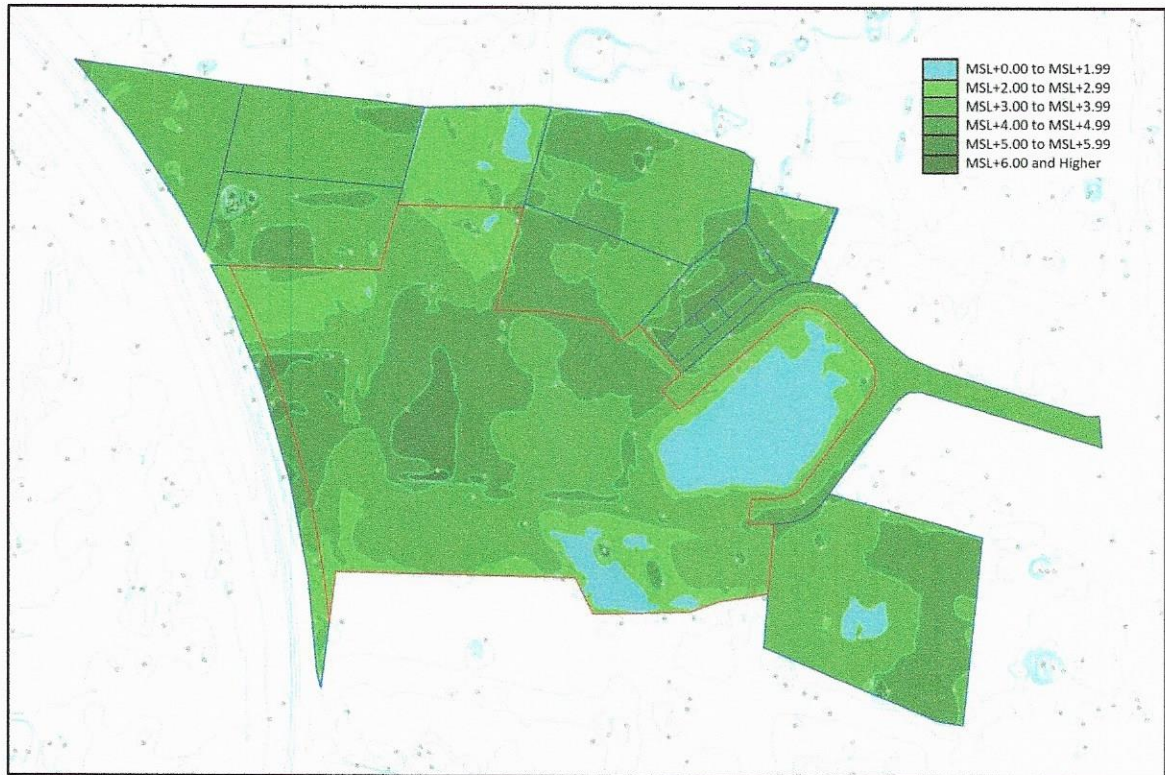 MSL+0.00 to MSL+1.99
MSL+2.00 to MSL+2.99
MSL+3.00 to MSL+3.99
MSL+4.00 to MSL+4.99
MSL+5.00 to MSL+5.99
MSL+6.00 and Higher